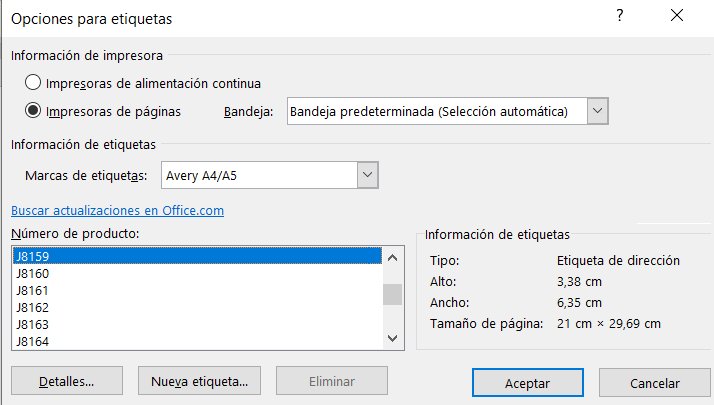 Opciones para etiquetas
Información de impresora
Impresoras de alimentación continua
Impresoras de páginas Bandeja: Bandeja predeterminada (Selección automática)
Información de etiquetas
Marcas de etiquetas: Avery A4/A5
Buscar actualizaciones en Office.com
Número de producto:
J8159
J8160
J8161
J8162
J8163
J8164
Información de etiquetas
Tipo: Etiqueta de dirección
Alto: 3,38 cm
Ancho: 6,35 cm
Tamaño de página: 21 cm × 29,69 cm
Detalles... Nueva etiqueta... Eliminar Aceptar Cancelar